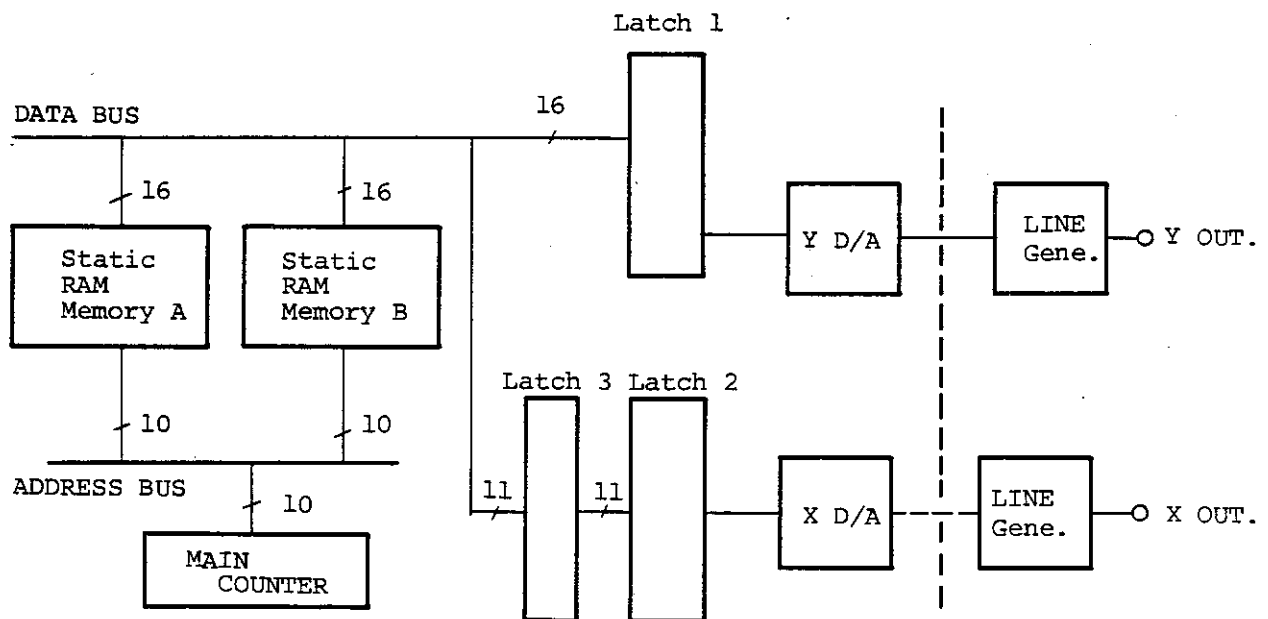 Latch 1
DATA BUS
16
16
16
Static
RAM
Memory A
Static
RAM
Memory B
Y D/A
LINE
Gene.
Y OUT.
10
10
ADDRESS BUS
10
MAIN
COUNTER
Latch 3
Latch 2
11
11
X D/A
LINE
Gene.
X OUT.